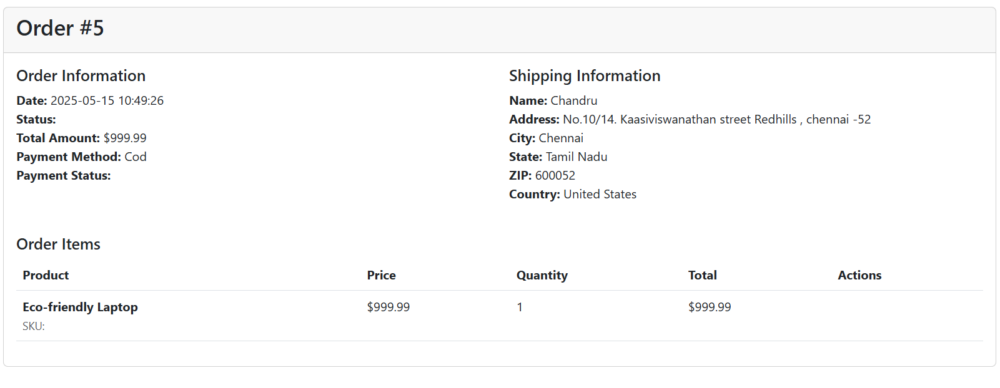 Order #5
Order Information
Date: 2025-05-15 10:49:26
Status:
Total Amount: $999.99
Payment Method: Cod
Payment Status:
Shipping Information
Name: Chandru
Address: No.10/14. Kaasiviswanathan street Redhills , chennai -52
City: Chennai
State: Tamil Nadu
ZIP: 600052
Country: United States
Order Items
Product Price Quantity Total Actions
Eco-friendly Laptop $999.99 1 $999.99
SKU: